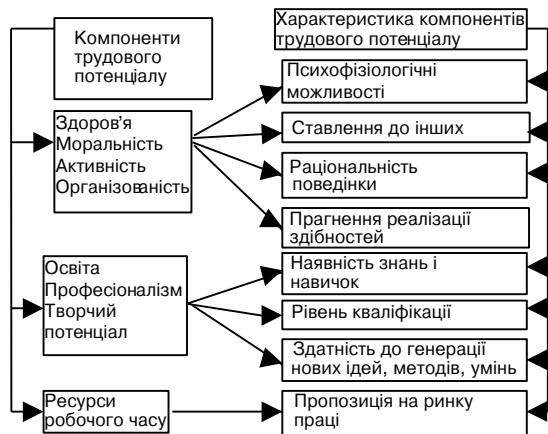 Компоненти
трудового
потенціалу
Характеристика компонентів
трудового потенціалу
Здоров’я
Моральність
Активність
Організованість
Психофізіологічні
можливості
Ставлення до інших
Раціональність
поведінки
Прагнення реалізації
здібностей
Освіта
Професіоналізм
Творчий
потенціал
Наявність знань і
навичок
Рівень кваліфікації
Здатність до генерації
нових ідей, методів, умінь
Ресурси
робочого часу
Пропозиція на ринку
праці